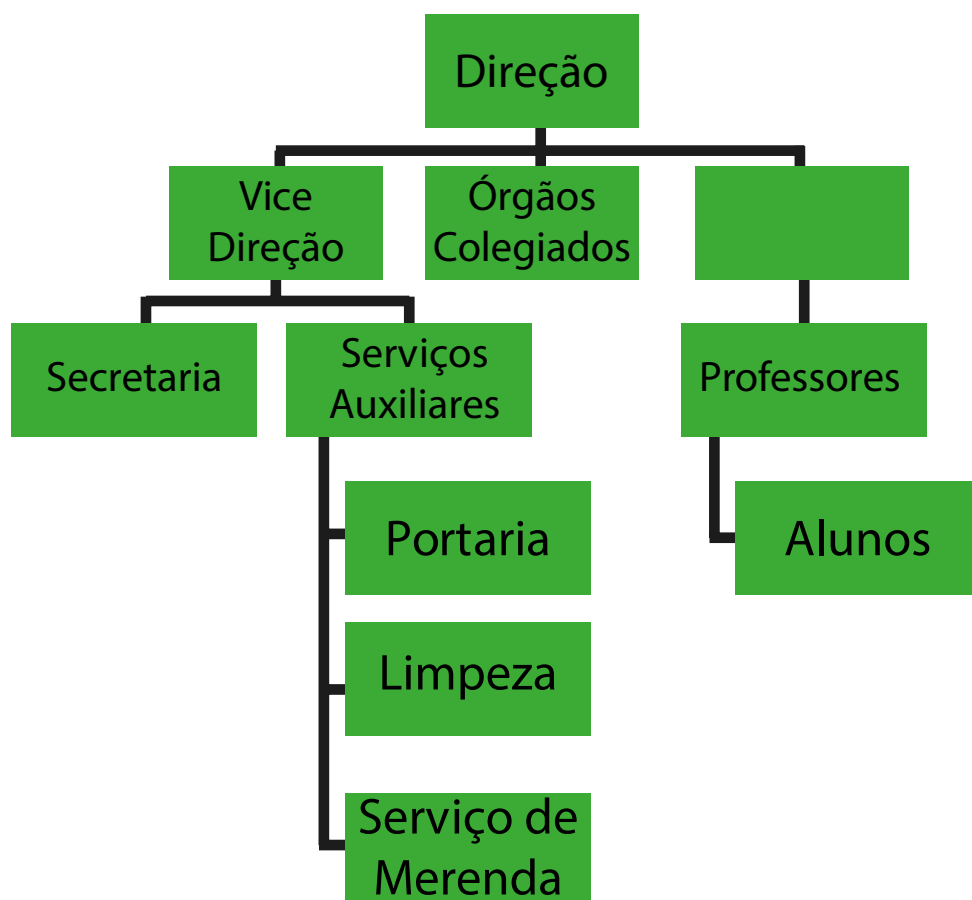 Direção
Vice
Direção
Órgãos
Colegiados
Secretaria
Serviços
Auxiliares
Professores
Portaria
Alunos
Limpeza
Serviço de
Merenda